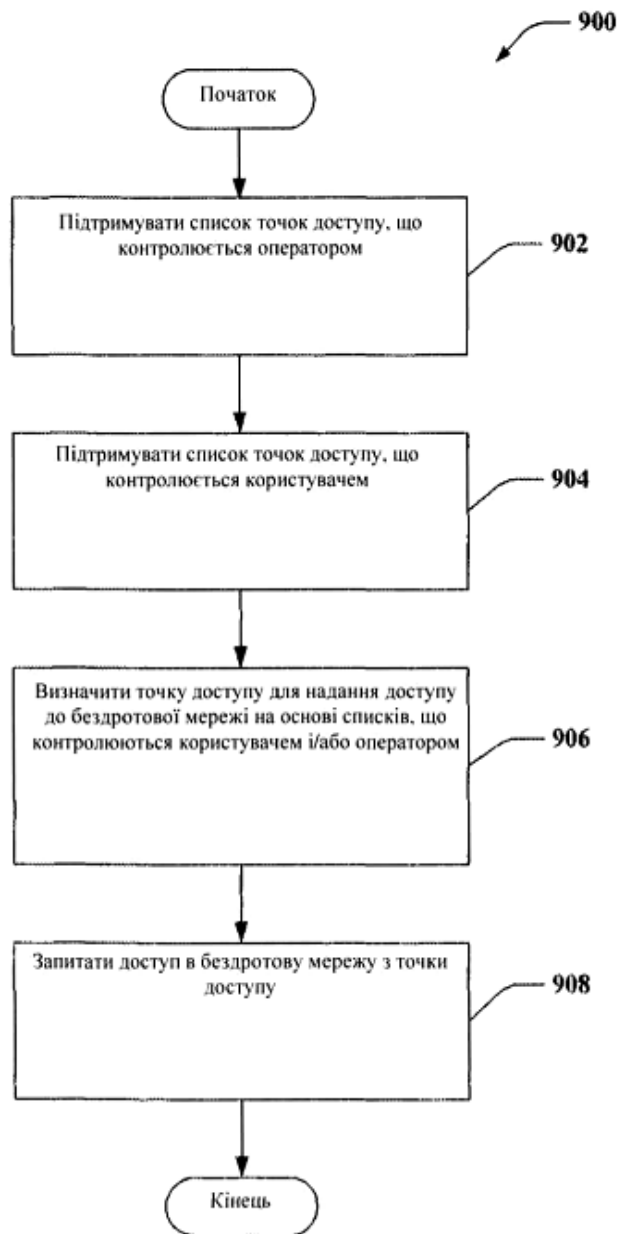 900
Початок
Підтримувати список точок доступу, що
контролюється оператором
902
Підтримувати список точок доступу, що
контролюється користувачем
904
Визначити точку доступу для надання доступу
до бездротової мережі на основі списків, що
контролюються користувачем і/або оператором
906
Запитати доступ в бездротову мережу з точки
доступу
908
Кінець